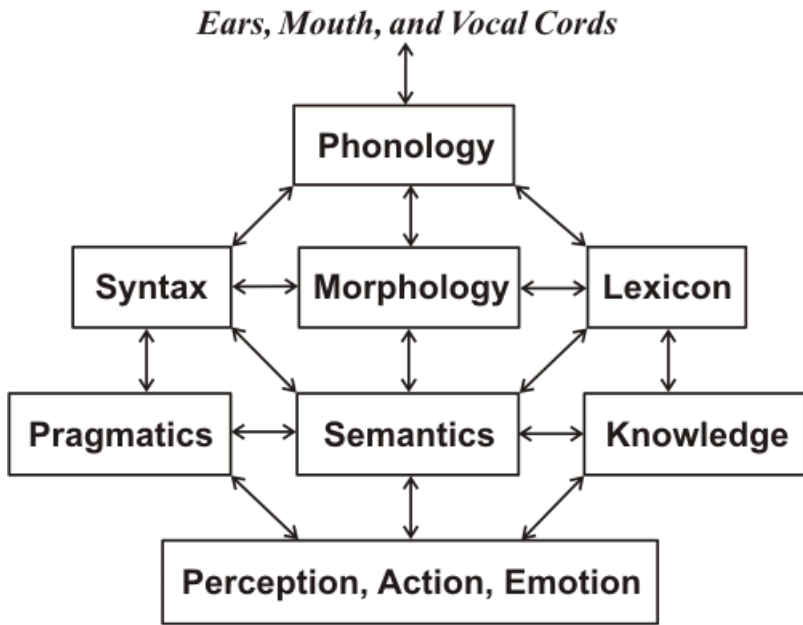 Ears, Mouth, and Vocal Cords
Phonology
Syntax
Morphology
Lexicon
Pragmatics
Semantics
Knowledge
Perception, Action, Emotion